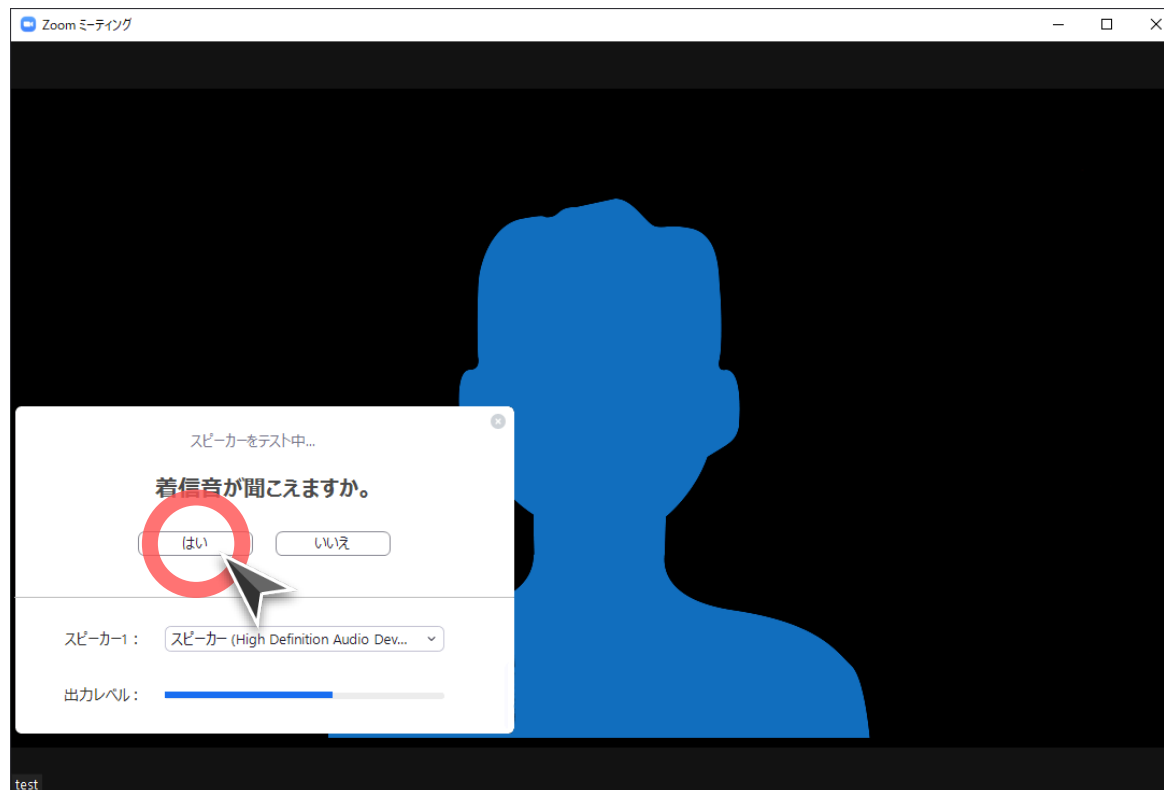 Zoom ミーティング
スピーカーをテスト中...
着信音が聞こえますか。
はい
いいえ
スピーカー1：
スピーカー (High Definition Audio Dev...
出力レベル：
test